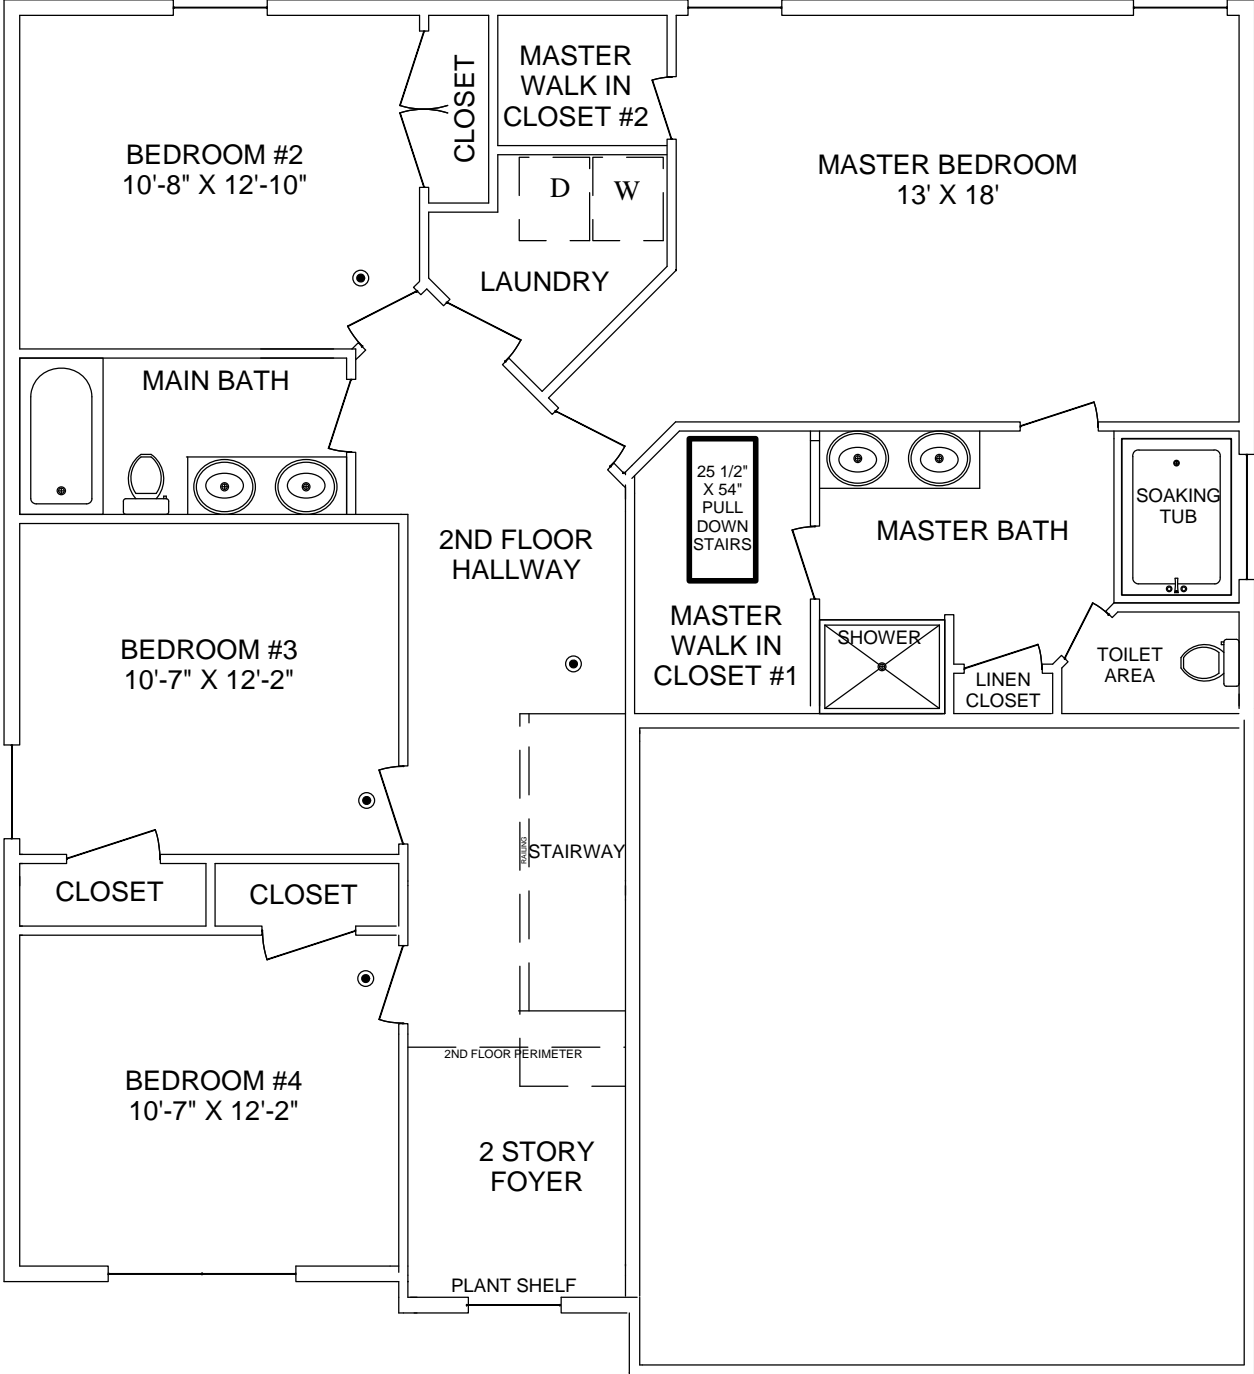 MASTER
WALK IN
CLOSET #2
CLOSET
BEDROOM #2
10'-8" X 12'-10"
D
W
MASTER BEDROOM
13' X 18'
LAUNDRY
MAIN BATH
25 1/2"
X 54"
PULL
DOWN
STAIRS
SOAKING
TUB
MASTER BATH
2ND FLOOR
HALLWAY
MASTER
WALK IN
CLOSET #1
SHOWER
BEDROOM #3
10'-7" X 12'-2"
TOILET
AREA
LINEN
CLOSET
RAILING
STAIRWAY
CLOSET
CLOSET
2ND FLOOR PERIMETER
BEDROOM #4
10'-7" X 12'-2"
2 STORY
FOYER
PLANT SHELF